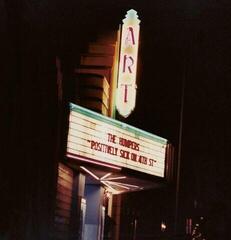 ART
THE HUMPERS
"POSITIVELY SICK ON 4TH ST"